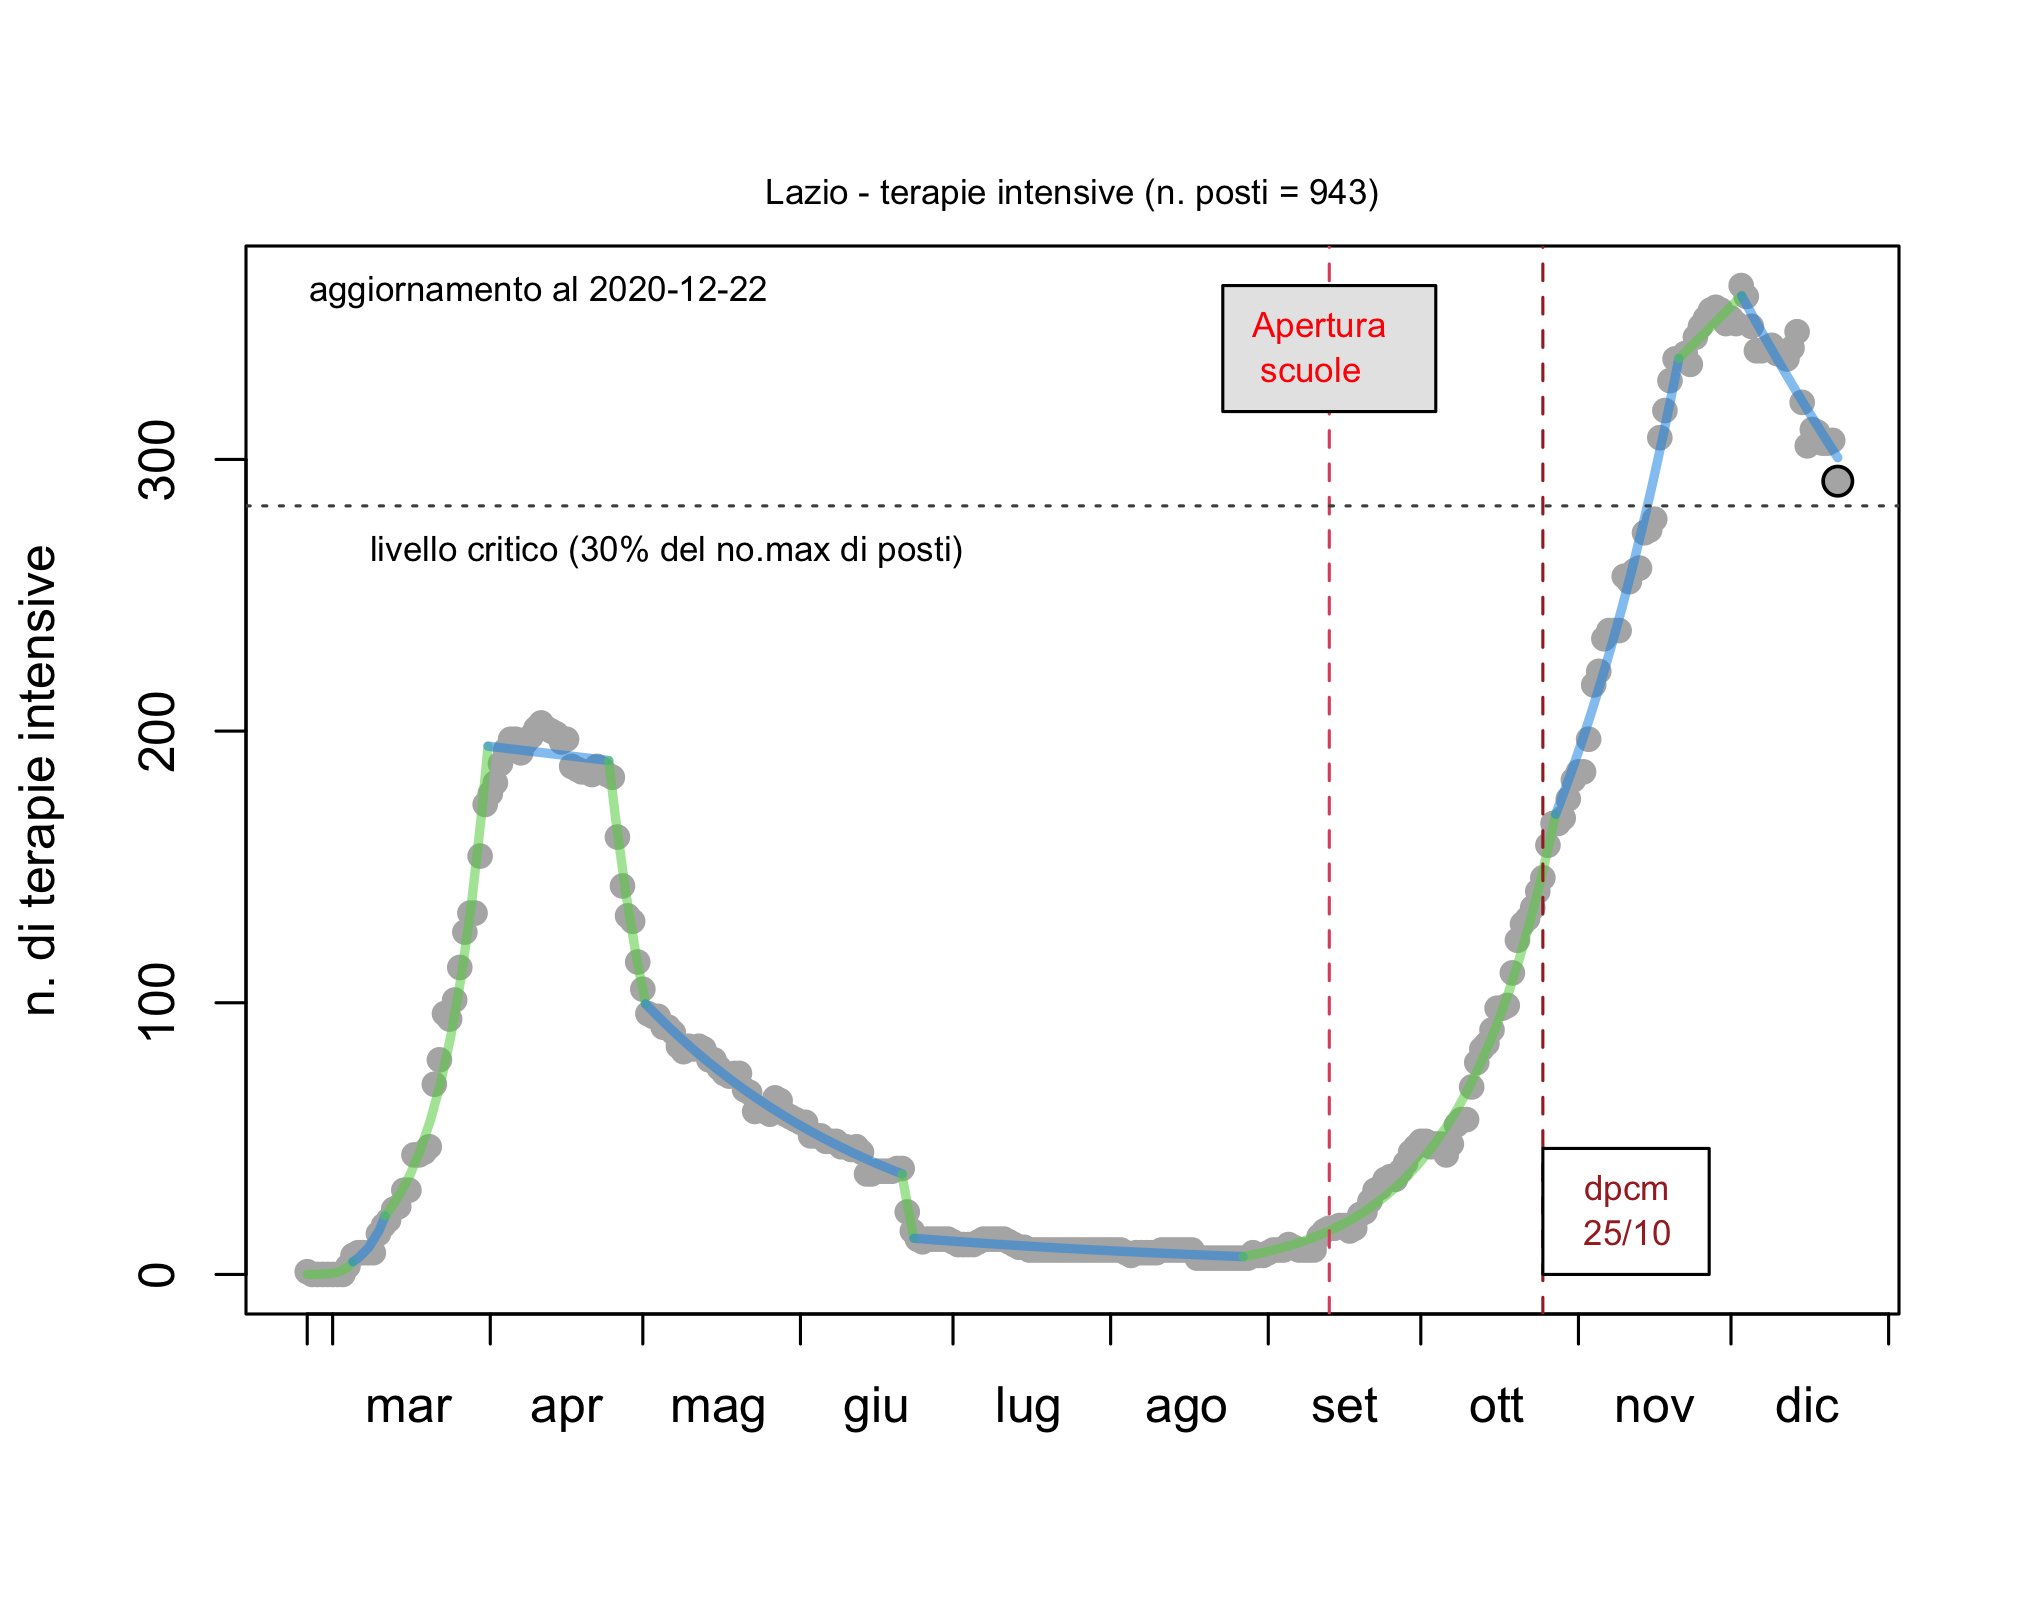 Lazio - terapie intensive (n. posti = 943)
aggiornamento al 2020-12-22
Apertura
scuole
livello critico (30% del no.max di posti)
n. di terapie intensive
300
200
100
0
dpcm
25/10
mar apr mag giu lug ago set ott nov dic